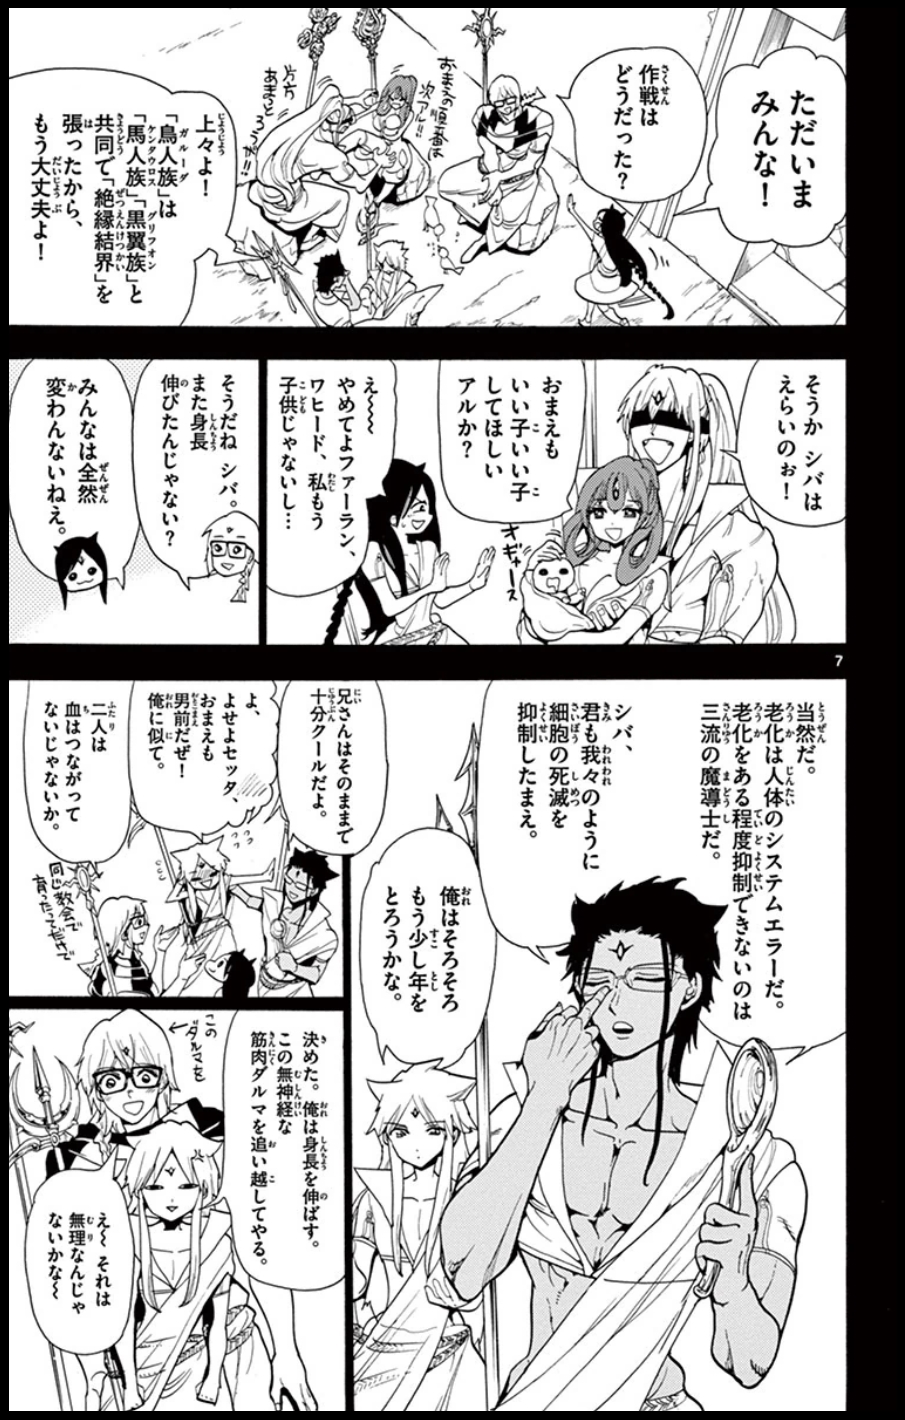 ただいま
みんな！
作戦は
どうだった？
おまえの順番は
次アル!!
片方
あまっとろうが!!
上々よ！
「鳥人族」は
「馬人族」「黒翼族」と
共同で「絶縁結界」を
張ったから、
もう大丈夫よ！
そうか シバは
えらいのぉ！
おまえも
いい子いい子
してほしい
アルか？
オギャース
え〜〜
やめてよファーラン、
ワヒード、私もう
子供じゃないし…
そうだね シバ。
また身長
伸びたんじゃない？
みんなは全然
変わんないねぇ。
7
当然だ。
老化は人体のシステムエラーだ。
老化をある程度抑制できないのは
三流の魔導士だ。
シバ、
君も我々のように
細胞の死滅を
抑制したまえ。
俺はそろそろ
もう少し年を
とろうかな。
兄さんはそのままで
十分クールだよ。
よ、
よせよセッタ、
おまえも
男前だぜ！
俺に似て。
二人は
血はつながって
ないじゃないか。
同じ教会で
育ったってだけで
決めた。俺は身長を伸ばす。
この無神経な
筋肉ダルマを追い越してやる。
この
ダルマを
え〜 それは
無理なんじゃ
ないかな〜